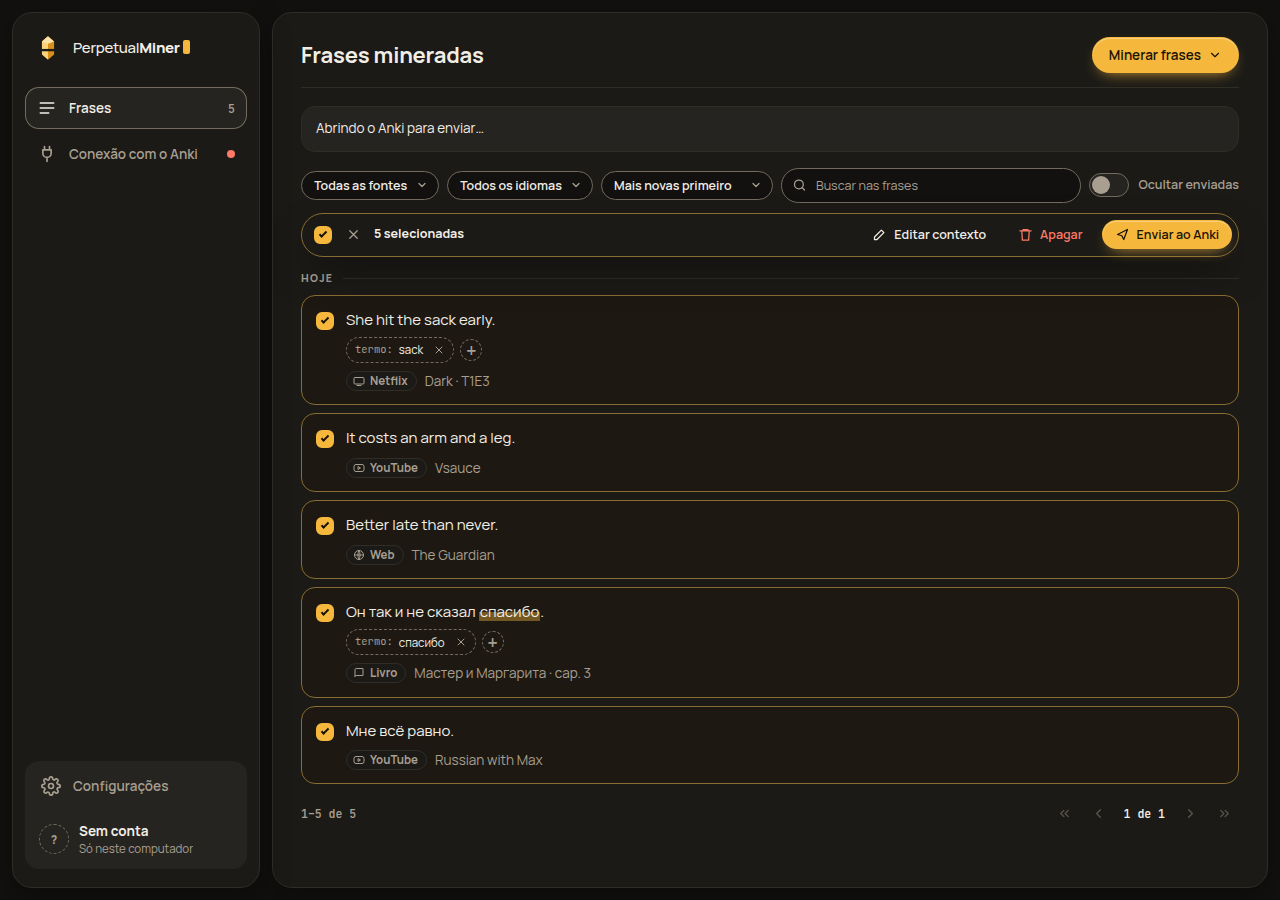 PerpetualMiner
Frases 5
Conexão com o Anki
Configurações
?
Sem conta
Só neste computador
Frases mineradas
Minerar frases
Abrindo o Anki para enviar…
Todas as fontes
Todos os idiomas
Mais novas primeiro
Buscar nas frases
Ocultar enviadas
5 selecionadas
Editar contexto
Apagar
Enviar ao Anki
HOJE
She hit the sack early.
termo: sack
Netflix Dark · T1E3
It costs an arm and a leg.
YouTube Vsauce
Better late than never.
Web The Guardian
Он так и не сказал спасибо.
termo: спасибо
Livro Мастер и Маргарита · cap. 3
Мне всё равно.
YouTube Russian with Max
1–5 de 5
1 de 1